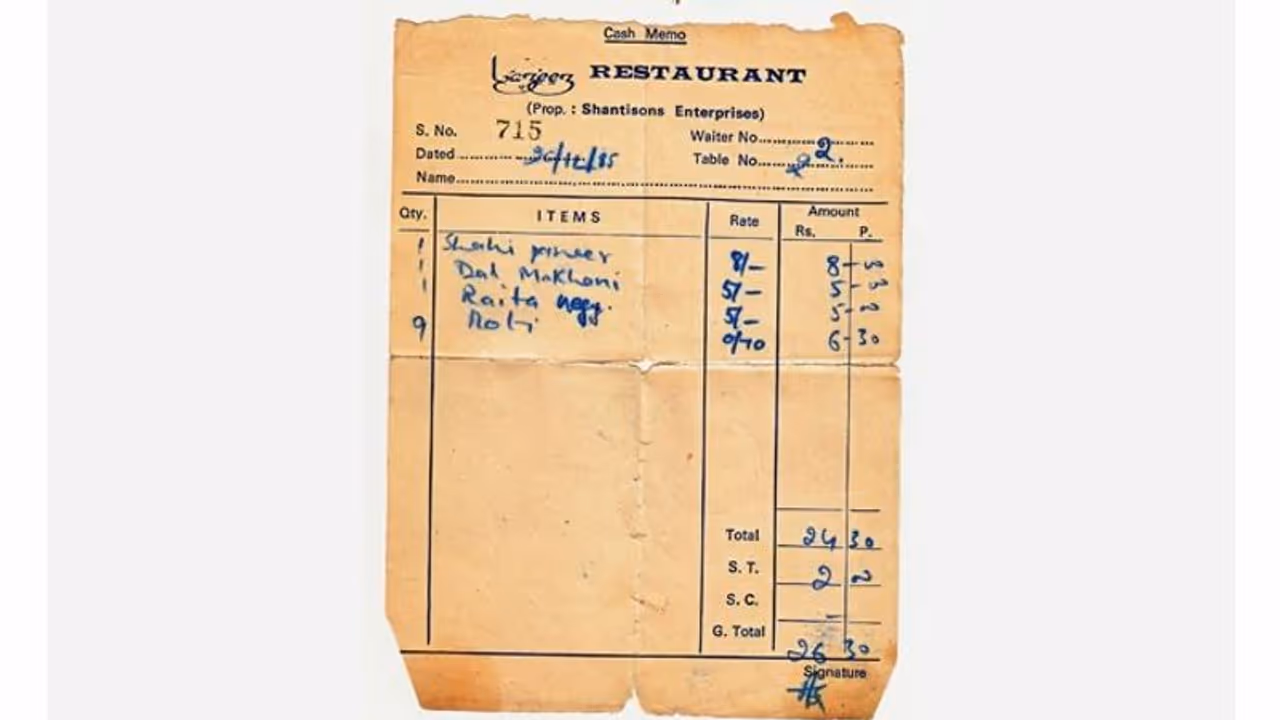 Cash Memo
Lazeez RESTAURANT
(Prop. : Shantisons Enterprises)
S. No. 715 Waiter No.............................
Dated ............... 20/12/85 Table No....... 2.
Name................................................................
Qty. ITEMS Rate Amount
Rs. P.
1 Shahi paneer 8/- 8-00
1 Dal Makhani 5/- 5-00
1 Raita vegg. 5/- 5-00
9 Roti 0/70 6-30
Total 24 30
S. T. 2 00
S. C. -
G. Total 26 30
Signature